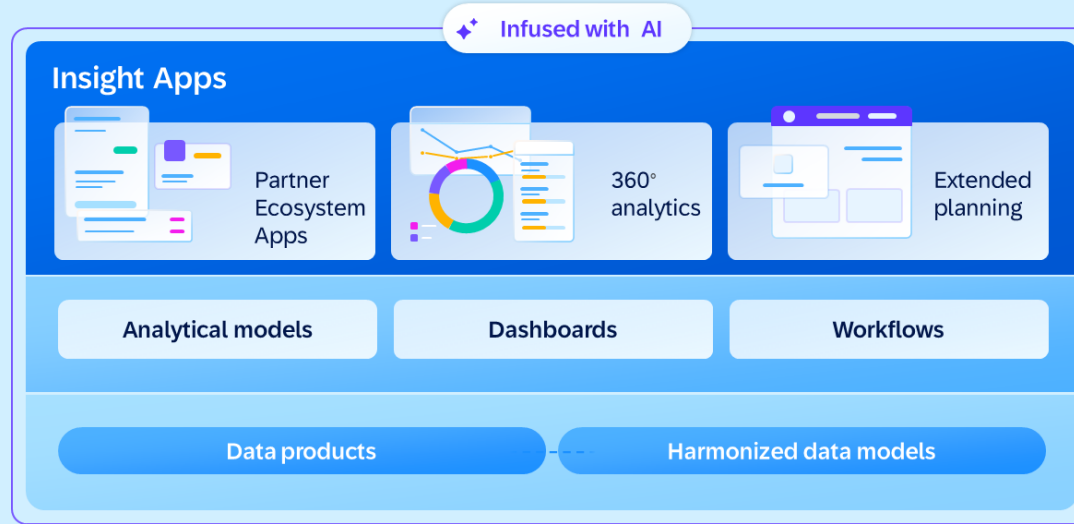 Infused with AI
Insight Apps
Partner
Ecosystem
Apps
360°
analytics
Extended
planning
Analytical models
Dashboards
Workflows
Data products
Harmonized data models